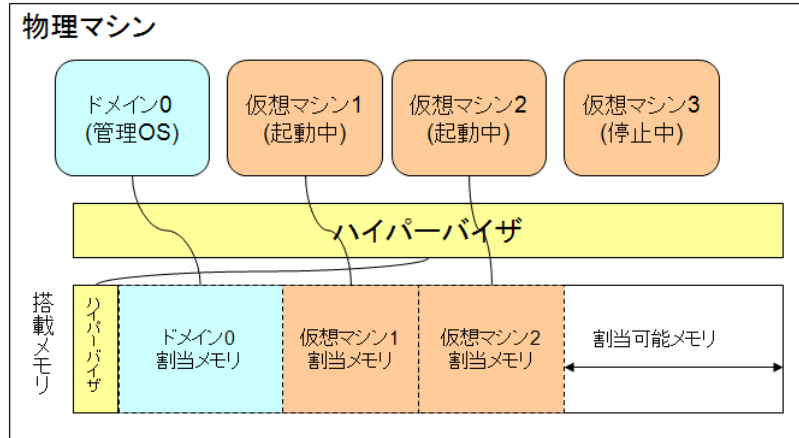 物理マシン
ドメイン0
(管理OS)
仮想マシン1
(起動中)
仮想マシン2
(起動中)
仮想マシン3
(停止中)
ハイパーバイザ
搭載メモリ
ハイパーバイザ
ドメイン0
割当メモリ
仮想マシン1
割当メモリ
仮想マシン2
割当メモリ
割当可能メモリ